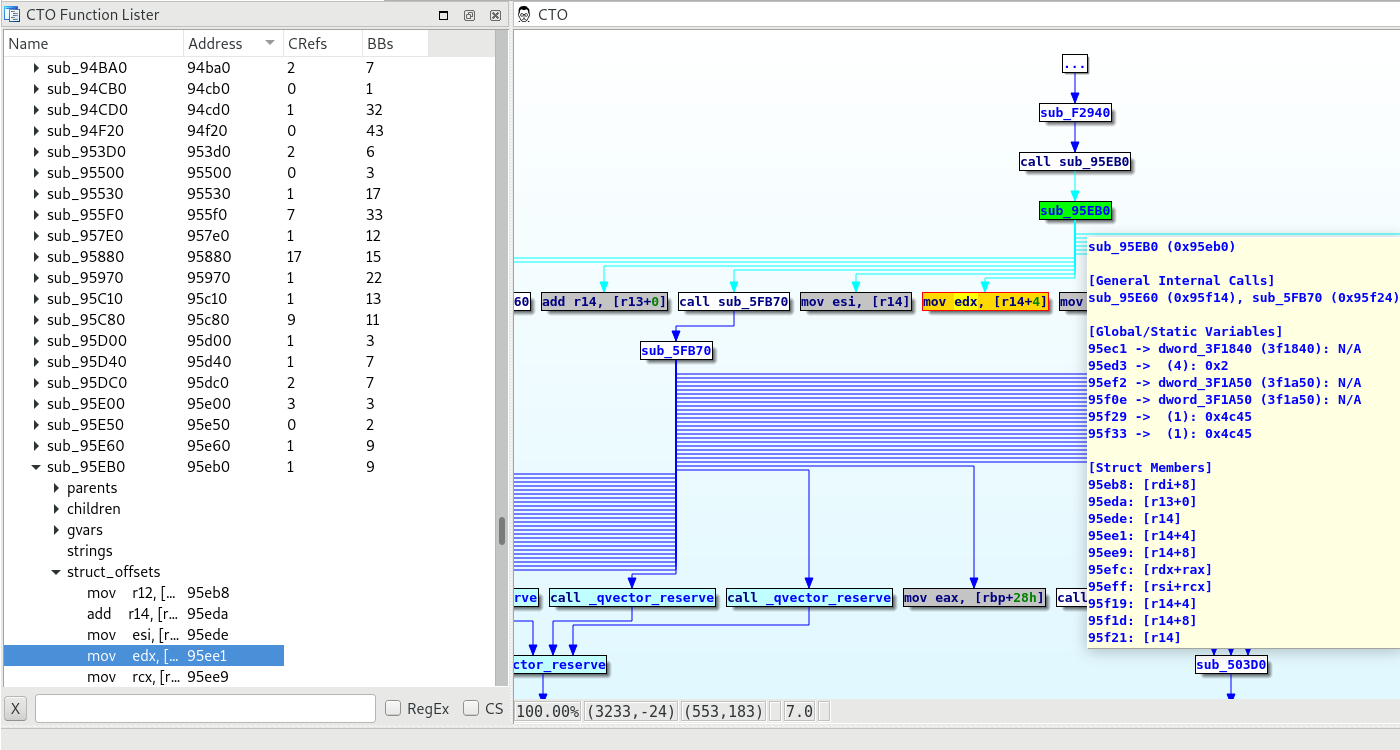 CTO Function Lister
Name Address CRefs BBs
sub_94BA0 94ba0 2 7
sub_94CB0 94cb0 0 1
sub_94CD0 94cd0 1 32
sub_94F20 94f20 0 43
sub_953D0 953d0 2 6
sub_95500 95500 0 3
sub_95530 95530 1 17
sub_955F0 955f0 7 33
sub_957E0 957e0 1 12
sub_95880 95880 17 15
sub_95970 95970 1 22
sub_95C10 95c10 1 13
sub_95C80 95c80 9 11
sub_95D00 95d00 1 3
sub_95D40 95d40 1 7
sub_95DC0 95dc0 2 7
sub_95E00 95e00 3 3
sub_95E50 95e50 0 2
sub_95E60 95e60 1 9
sub_95EB0 95eb0 1 9
parents
children
gvars
strings
struct_offsets
mov r12, [... 95eb8
add r14, [r... 95eda
mov esi, [r... 95ede
mov edx, [... 95ee1
mov rcx, [r... 95ee9
X RegEx CS
CTO
...
sub_F2940
call sub_95EB0
sub_95EB0
60] add r14, [r13+0] call sub_5FB70 mov esi, [r14] mov edx, [r14+4] mov
sub_5FB70
rve call _qvector_reserve call _qvector_reserve mov eax, [rbp+28h] call
ctor_reserve sub_503D0
sub_95EB0 (0x95eb0)
[General Internal Calls]
sub_95E60 (0x95f14), sub_5FB70 (0x95f24)
[Global/Static Variables]
95ec1 -> dword_3F1840 (3f1840): N/A
95ed3 -> (4): 0x2
95ef2 -> dword_3F1A50 (3f1a50): N/A
95f0e -> dword_3F1A50 (3f1a50): N/A
95f29 -> (1): 0x4c45
95f33 -> (1): 0x4c45
[Struct Members]
95eb8: [rdi+8]
95eda: [r13+0]
95ede: [r14]
95ee1: [r14+4]
95ee9: [r14+8]
95efc: [rdx+rax]
95eff: [rsi+rcx]
95f19: [r14+4]
95f1d: [r14+8]
95f21: [r14]
100.00% (3233,-24) (553,183) 7.0